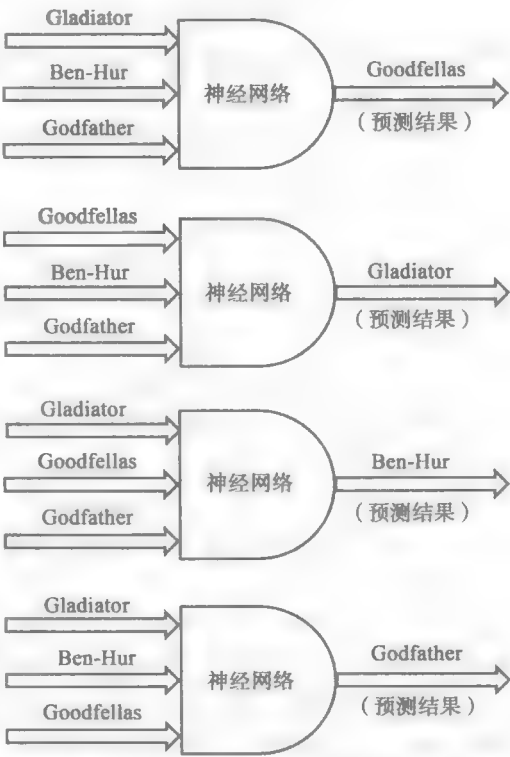 Gladiator
Ben-Hur
Godfather
神经网络
Goodfellas
（预测结果）
Goodfellas
Ben-Hur
Godfather
神经网络
Gladiator
（预测结果）
Gladiator
Goodfellas
Godfather
神经网络
Ben-Hur
（预测结果）
Gladiator
Ben-Hur
Goodfellas
神经网络
Godfather
（预测结果）